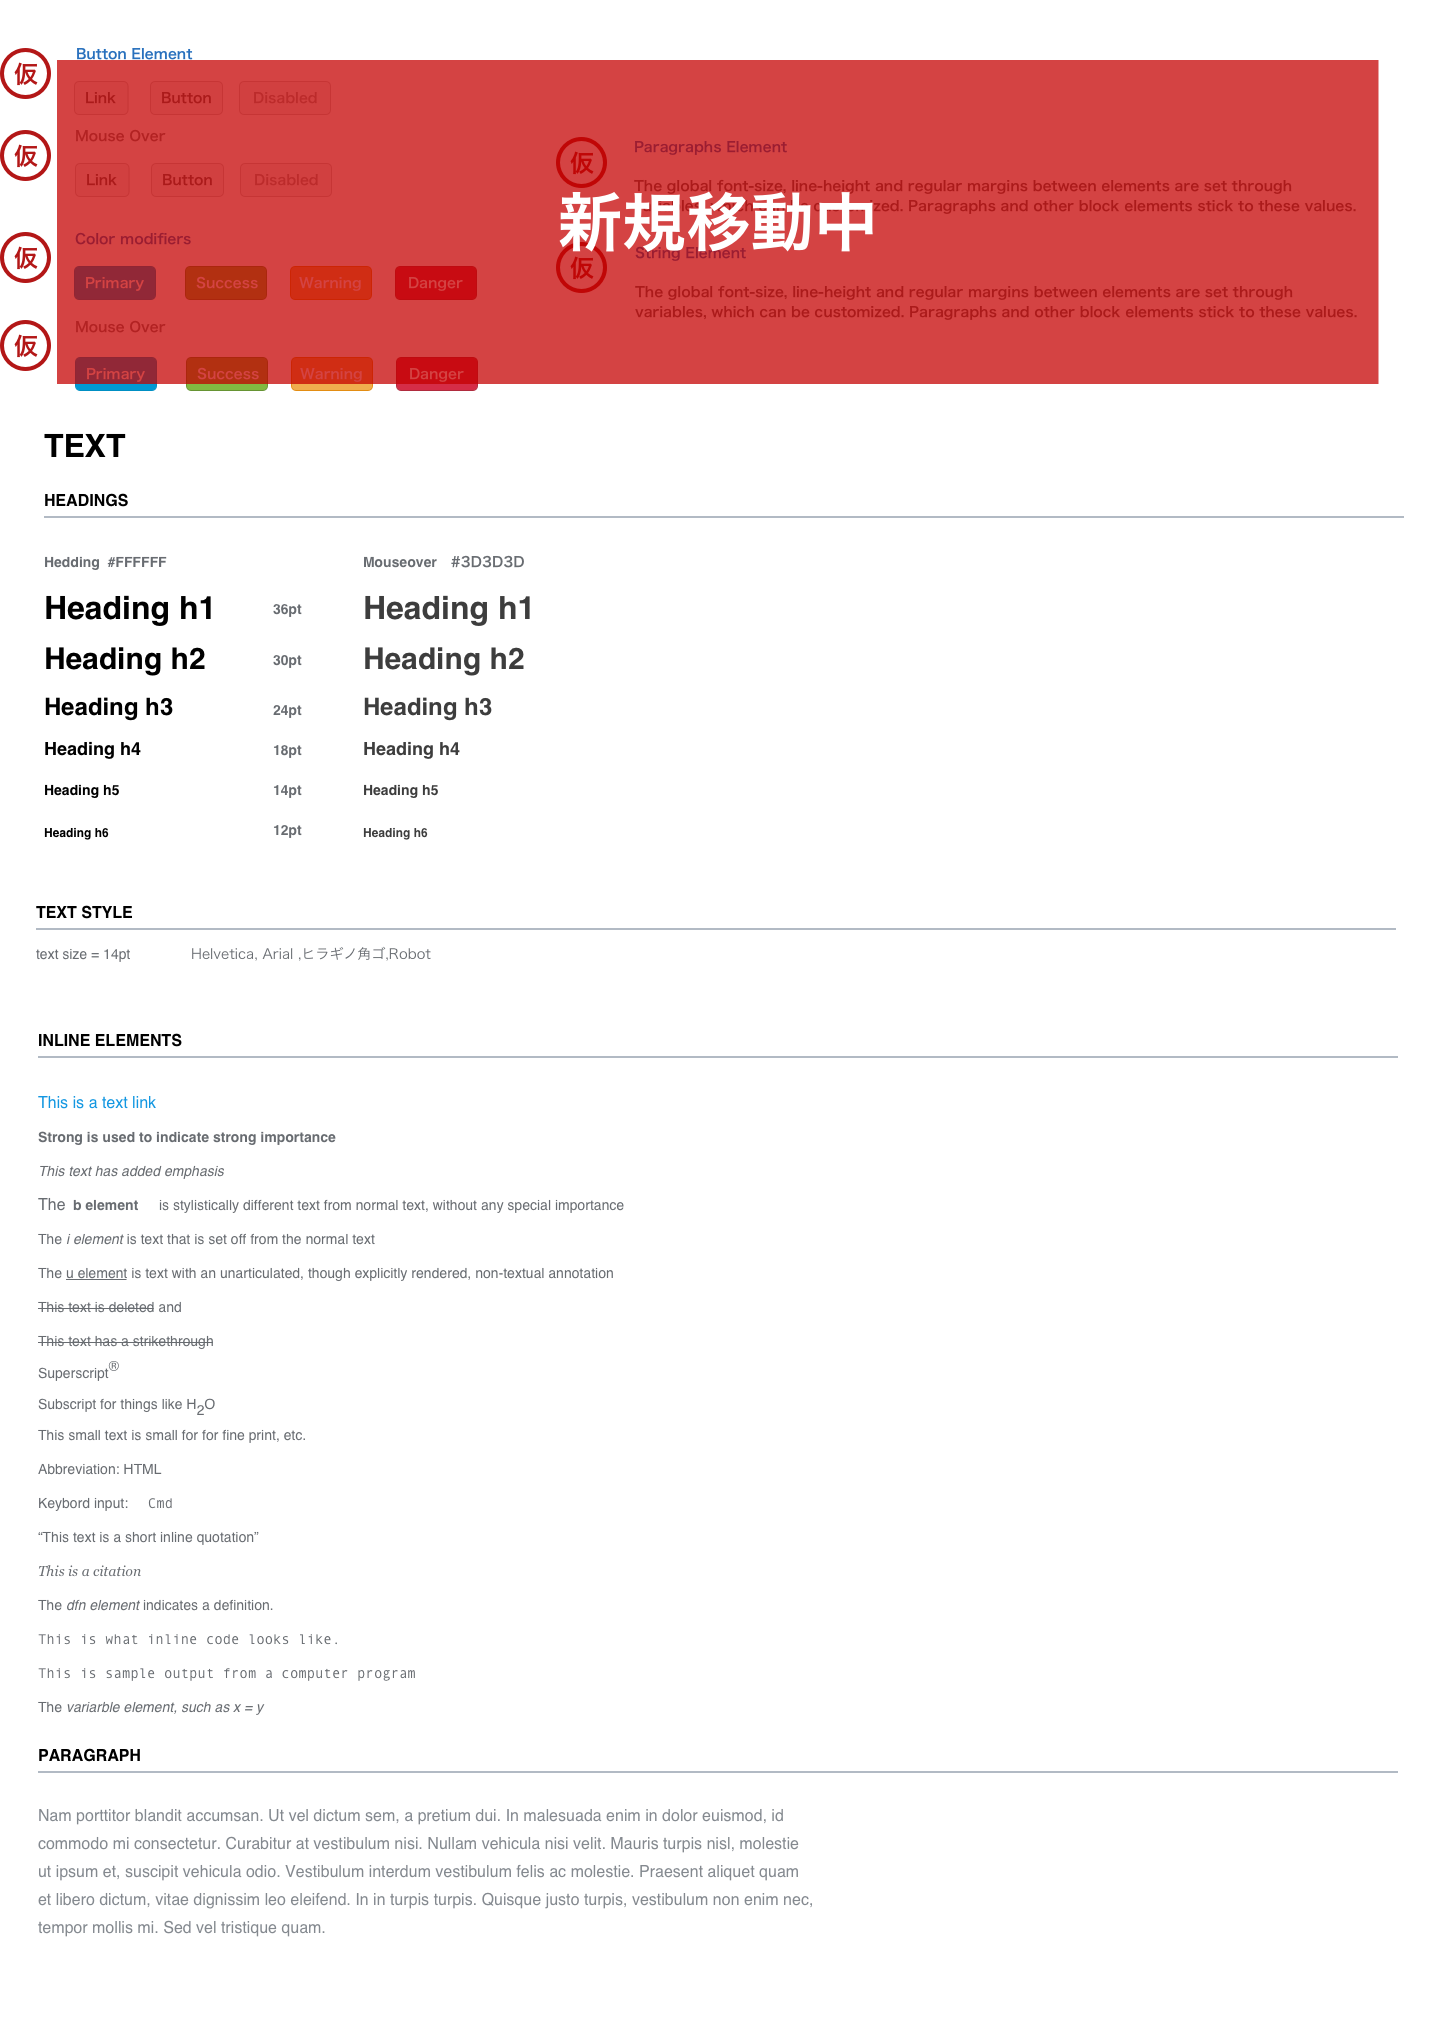 Button Element
仮
Link Button Disabled
Mouse Over
仮
Link Button Disabled
Color modifiers
仮
Primary Success Warning Danger
Mouse Over
仮
Primary Success Warning Danger
仮
Paragraphs Element
The global font-size, line-height and regular margins between elements are set through
customized. Paragraphs and other block elements stick to these values.
新規移動中
仮
String Element
The global font-size, line-height and regular margins between elements are set through
variables, which can be customized. Paragraphs and other block elements stick to these values.
TEXT
HEADINGS
Hedding #FFFFFF Mouseover #3D3D3D
Heading h1 36pt Heading h1
Heading h2 30pt Heading h2
Heading h3 24pt Heading h3
Heading h4 18pt Heading h4
Heading h5 14pt Heading h5
Heading h6 12pt Heading h6
TEXT STYLE
text size = 14pt Helvetica, Arial ,ヒラギノ角ゴ,Robot
INLINE ELEMENTS
This is a text link
Strong is used to indicate strong importance
This text has added emphasis
The b element is stylistically different text from normal text, without any special importance
The i element is text that is set off from the normal text
The u element is text with an unarticulated, though explicitly rendered, non-textual annotation
This text is deleted and
This text has a strikethrough
Superscript®
Subscript for things like H2O
This small text is small for for fine print, etc.
Abbreviation: HTML
Keybord input: Cmd
“This text is a short inline quotation”
This is a citation
The dfn element indicates a definition.
This is what inline code looks like.
This is sample output from a computer program
The variarble element, such as x = y
PARAGRAPH
Nam porttitor blandit accumsan. Ut vel dictum sem, a pretium dui. In malesuada enim in dolor euismod, id
commodo mi consectetur. Curabitur at vestibulum nisi. Nullam vehicula nisi velit. Mauris turpis nisl, molestie
ut ipsum et, suscipit vehicula odio. Vestibulum interdum vestibulum felis ac molestie. Praesent aliquet quam
et libero dictum, vitae dignissim leo eleifend. In in turpis turpis. Quisque justo turpis, vestibulum non enim nec,
tempor mollis mi. Sed vel tristique quam.